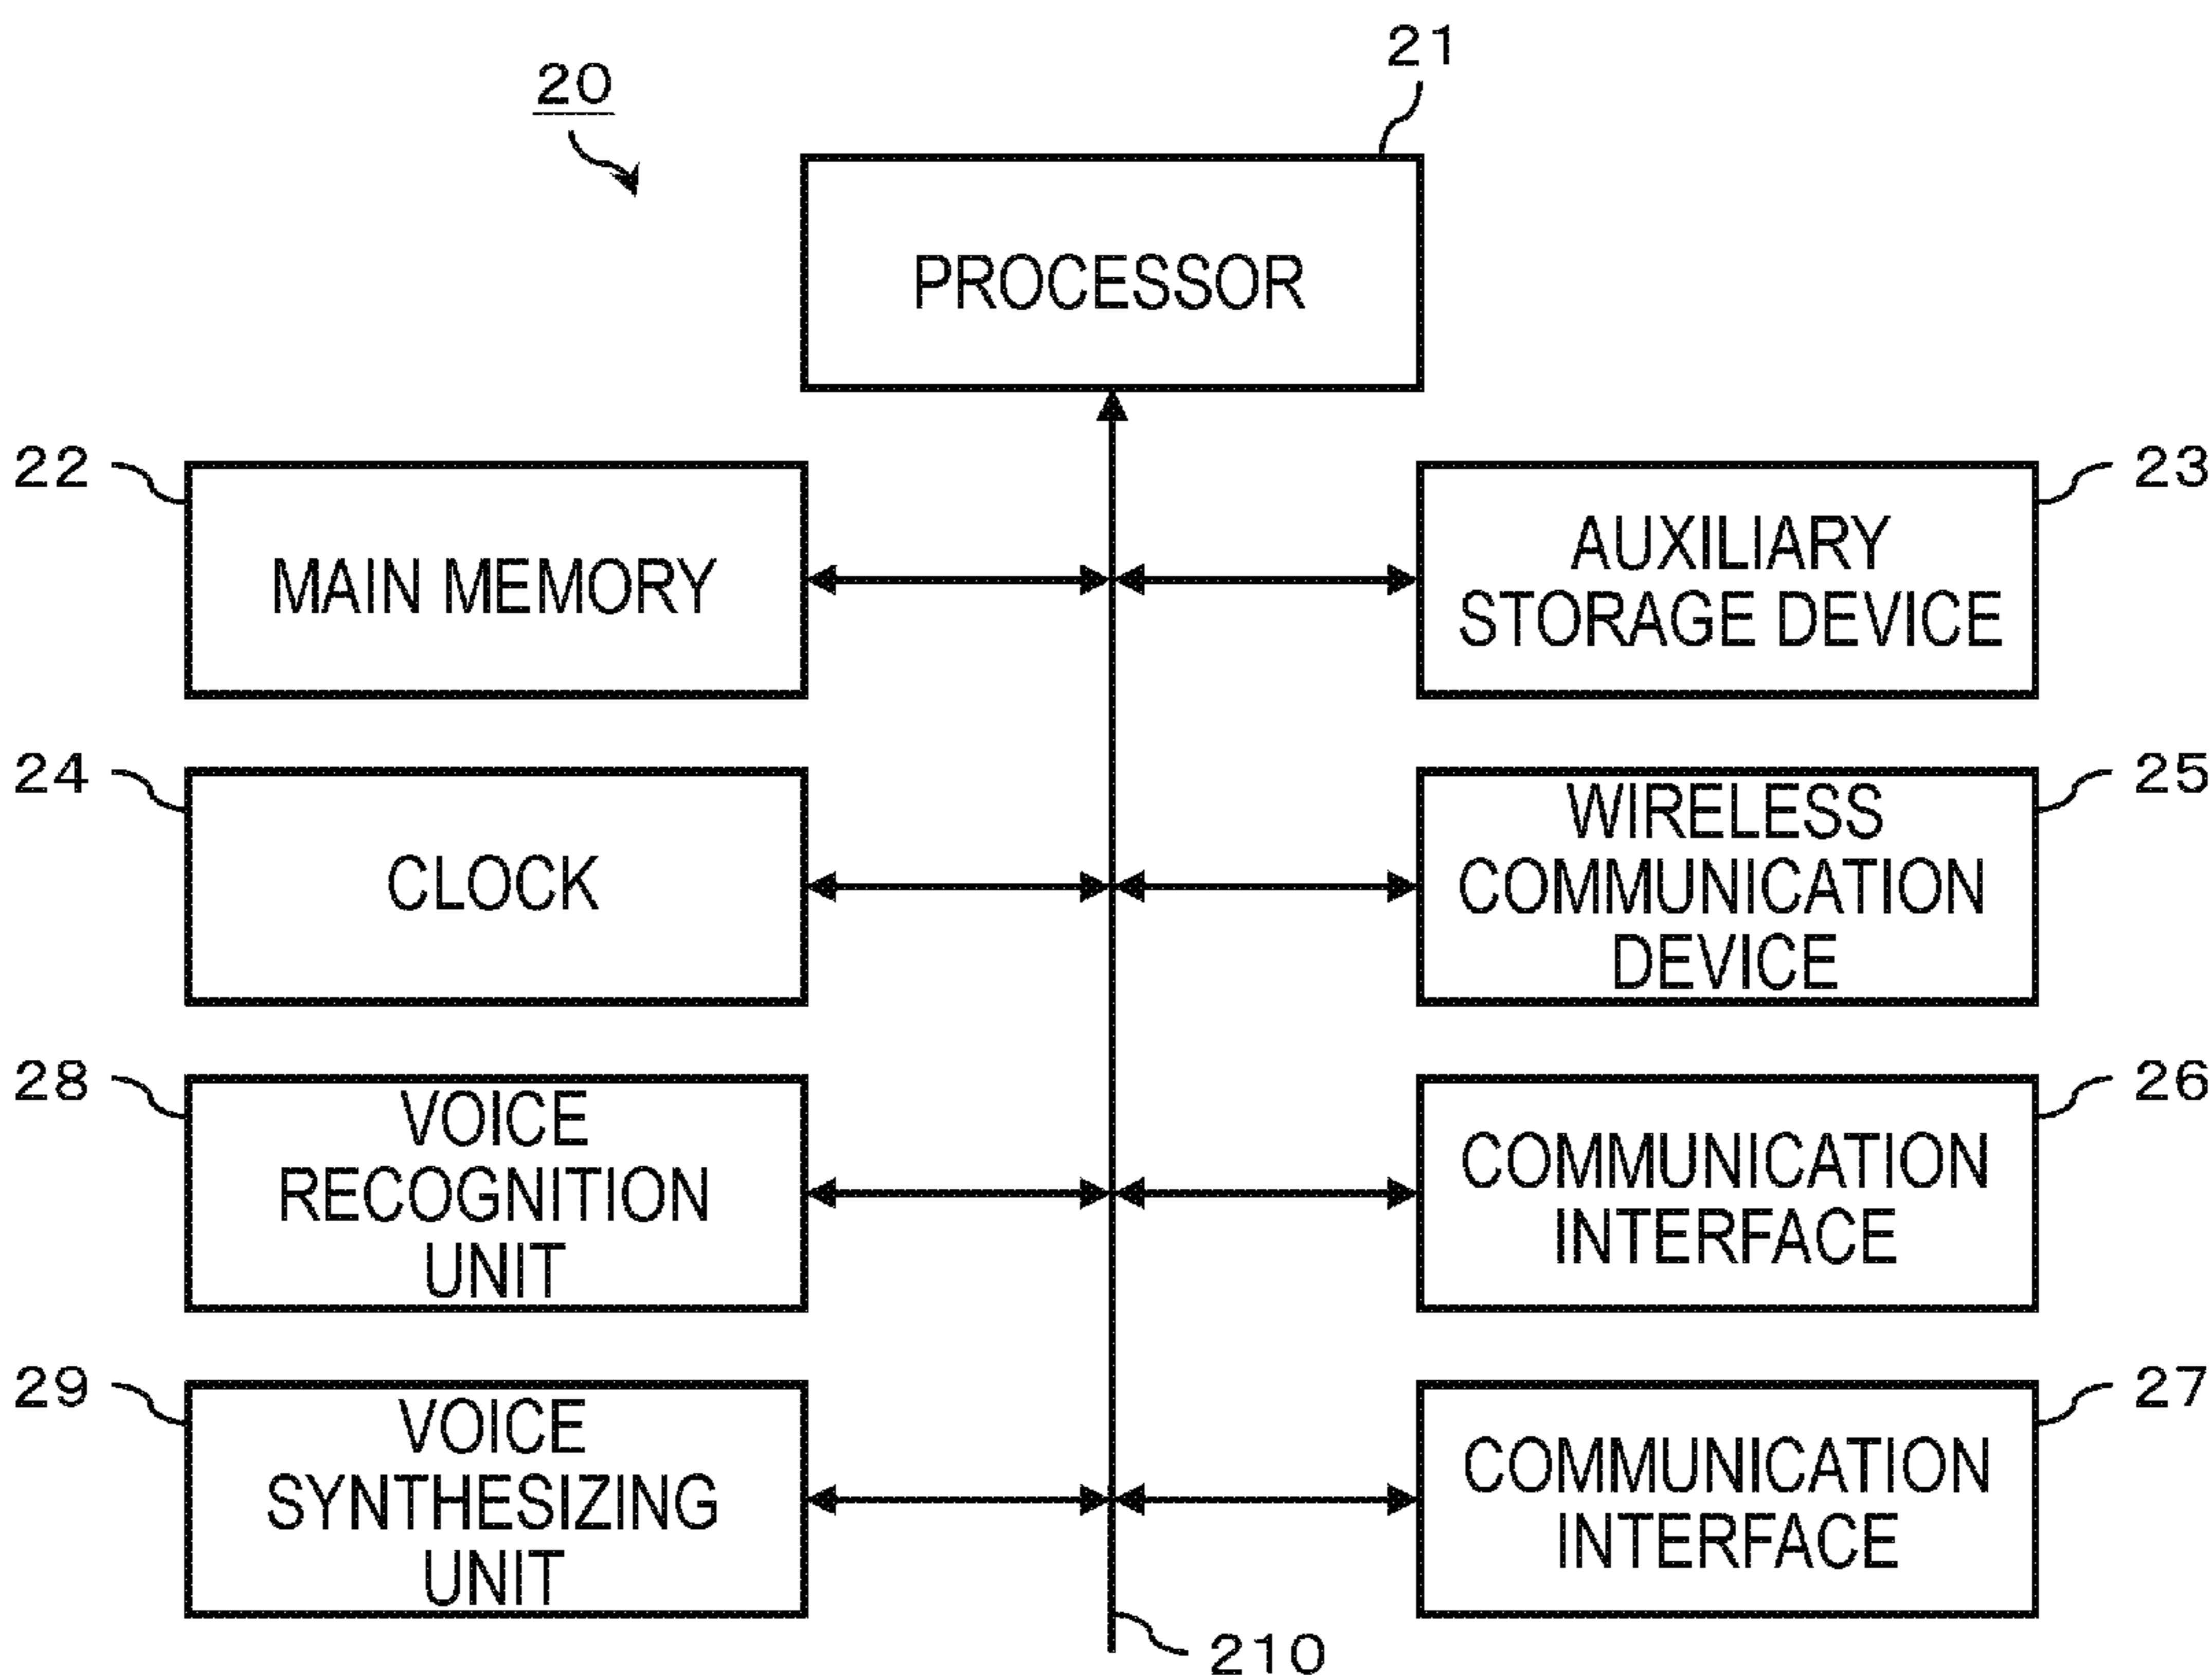 20
21
PROCESSOR
22
MAIN MEMORY
23
AUXILIARY
STORAGE DEVICE
24
CLOCK
25
WIRELESS
COMMUNICATION
DEVICE
28
VOICE
RECOGNITION
UNIT
26
COMMUNICATION
INTERFACE
29
VOICE
SYNTHESIZING
UNIT
27
COMMUNICATION
INTERFACE
210